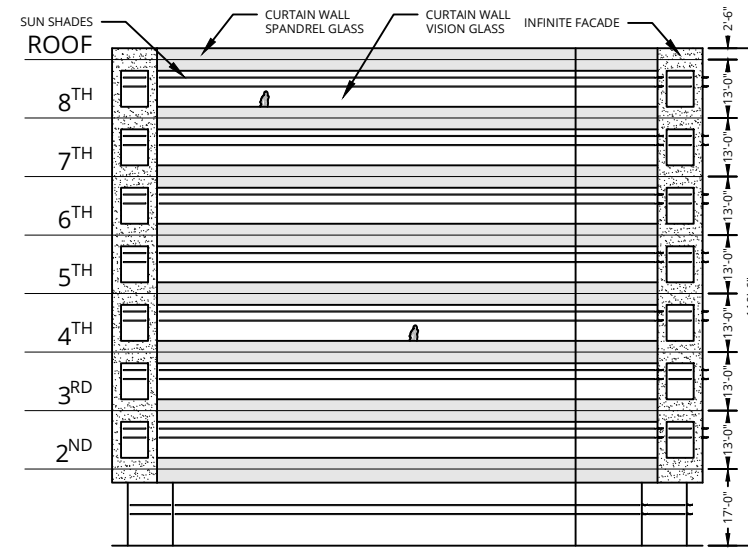 SUN SHADES
CURTAIN WALL
SPANDREL GLASS
CURTAIN WALL
VISION GLASS
INFINITE FACADE
2'-6"
ROOF
8TH
13'-0"
7TH
13'-0"
6TH
13'-0"
5TH
13'-0"
4TH
13'-0"
3RD
13'-0"
2ND
13'-0"
17'-0"